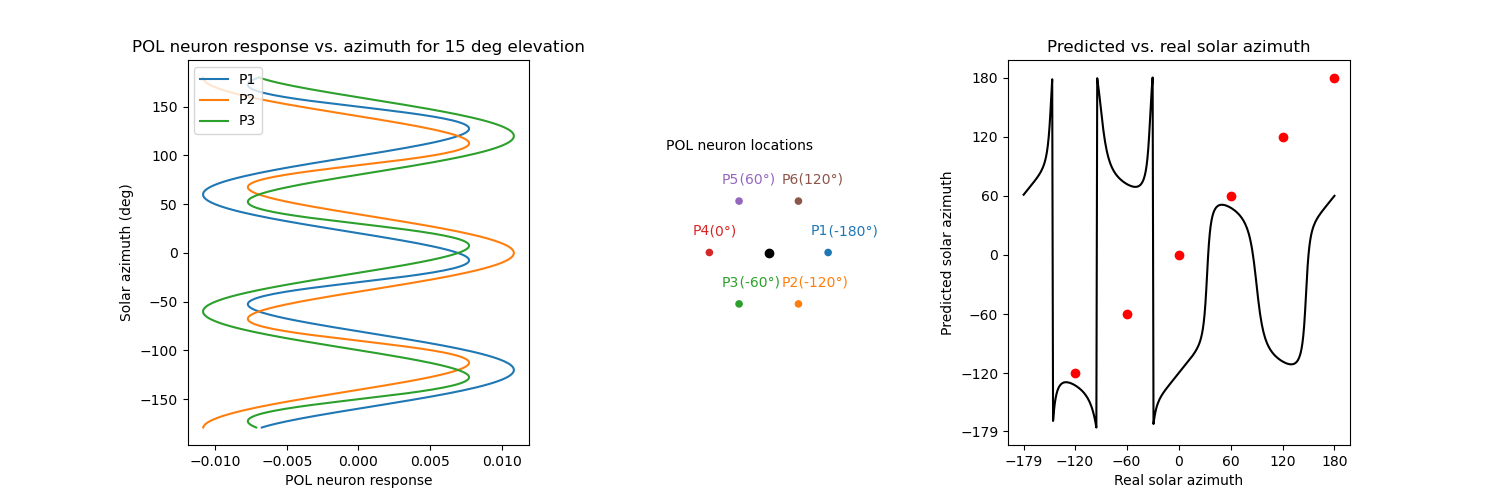 POL neuron response vs. azimuth for 15 deg elevation
P1
P2
P3
150
100
50
0
−50
−100
−150
Solar azimuth (deg)
−0.010 −0.005 0.000 0.005 0.010
POL neuron response
POL neuron locations
P5(60°) P6(120°)
P4(0°) P1(-180°)
P3(-60°) P2(-120°)
Predicted vs. real solar azimuth
180
120
60
0
−60
−120
−179
Predicted solar azimuth
−179 −120 −60 0 60 120 180
Real solar azimuth